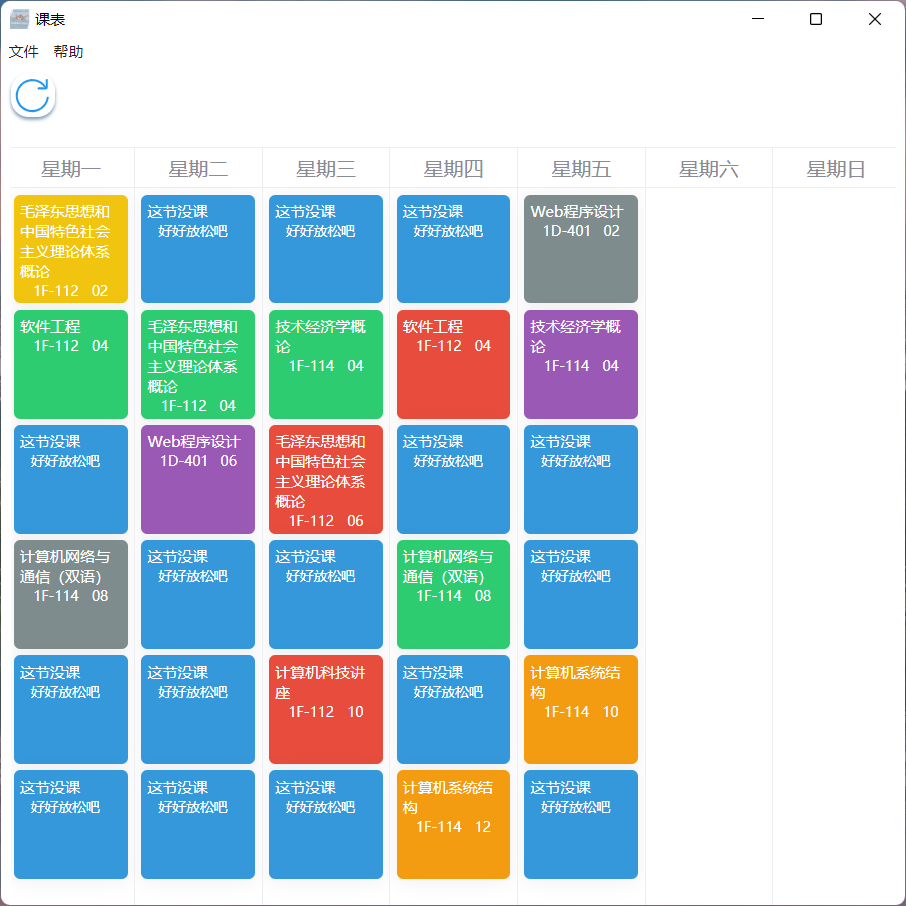 课表
文件 帮助
星期一 星期二 星期三 星期四 星期五 星期六 星期日
毛泽东思想和
中国特色社会
主义理论体系
概论
1F-112 02
这节没课
好好放松吧
这节没课
好好放松吧
这节没课
好好放松吧
Web程序设计
1D-401 02
软件工程
1F-112 04
毛泽东思想和
中国特色社会
主义理论体系
概论
1F-112 04
技术经济学概
论
1F-114 04
软件工程
1F-112 04
技术经济学概
论
1F-114 04
这节没课
好好放松吧
Web程序设计
1D-401 06
毛泽东思想和
中国特色社会
主义理论体系
概论
1F-112 06
这节没课
好好放松吧
这节没课
好好放松吧
计算机网络与
通信（双语）
1F-114 08
这节没课
好好放松吧
这节没课
好好放松吧
计算机网络与
通信（双语）
1F-114 08
这节没课
好好放松吧
这节没课
好好放松吧
这节没课
好好放松吧
计算机科技讲
座
1F-112 10
这节没课
好好放松吧
计算机系统结
构
1F-114 10
这节没课
好好放松吧
这节没课
好好放松吧
这节没课
好好放松吧
计算机系统结
构
1F-114 12
这节没课
好好放松吧